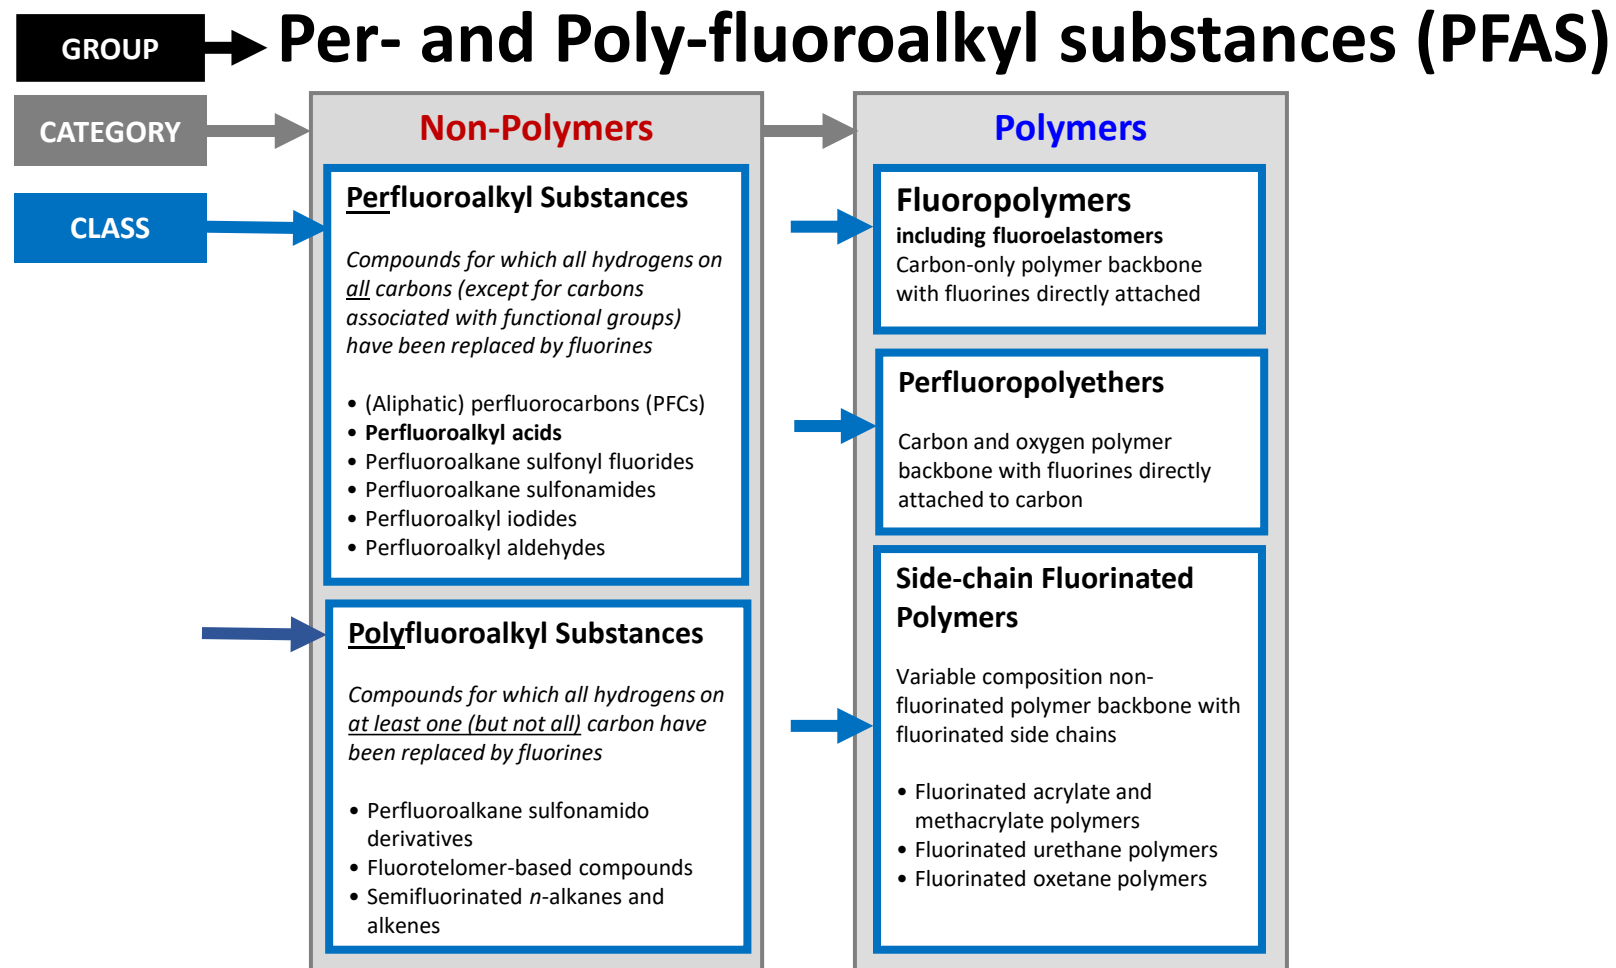 GROUP
Per- and Poly-fluoroalkyl substances (PFAS)
CATEGORY
Non-Polymers
Polymers
CLASS
Perfluoroalkyl Substances
Compounds for which all hydrogens on
all carbons (except for carbons
associated with functional groups)
have been replaced by fluorines
• (Aliphatic) perfluorocarbons (PFCs)
• Perfluoroalkyl acids
• Perfluoroalkane sulfonyl fluorides
• Perfluoroalkane sulfonamides
• Perfluoroalkyl iodides
• Perfluoroalkyl aldehydes
Polyfluoroalkyl Substances
Compounds for which all hydrogens on
at least one (but not all) carbon have
been replaced by fluorines
• Perfluoroalkane sulfonamido
derivatives
• Fluorotelomer-based compounds
• Semifluorinated n-alkanes and
alkenes
Fluoropolymers
including fluoroelastomers
Carbon-only polymer backbone
with fluorines directly attached
Perfluoropolyethers
Carbon and oxygen polymer
backbone with fluorines directly
attached to carbon
Side-chain Fluorinated
Polymers
Variable composition non-
fluorinated polymer backbone with
fluorinated side chains
• Fluorinated acrylate and
methacrylate polymers
• Fluorinated urethane polymers
• Fluorinated oxetane polymers